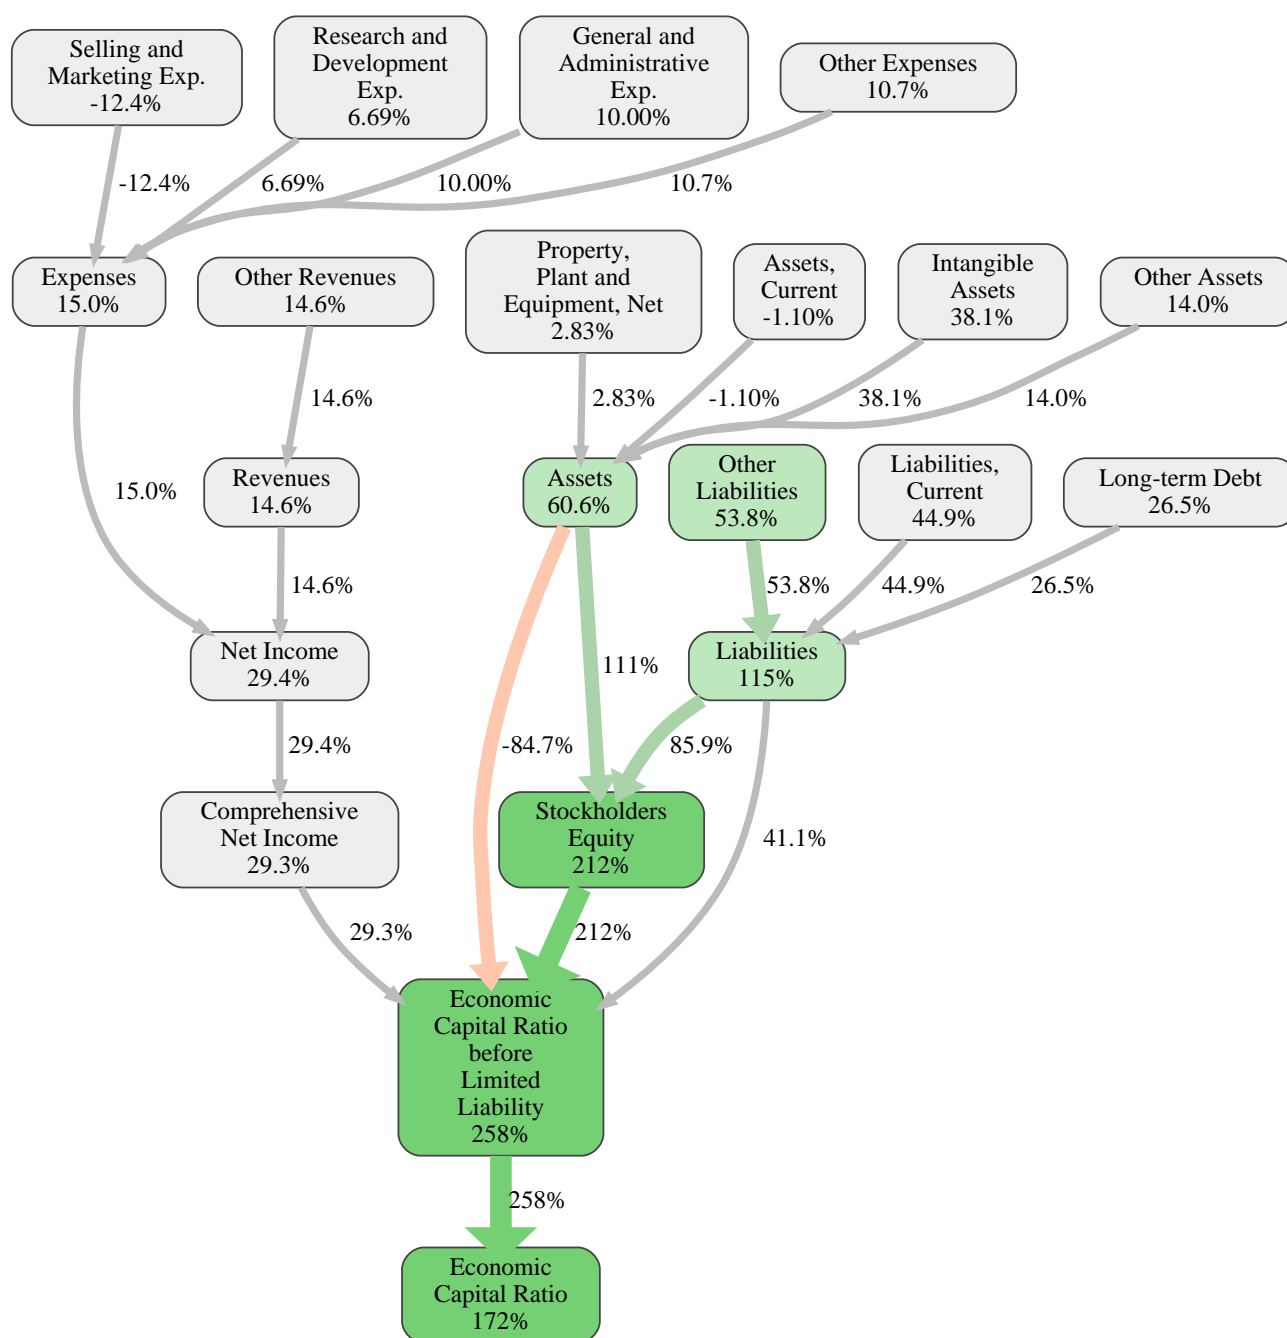 Selling and
Marketing Exp.
-12.4%
Research and
Development
Exp.
6.69%
General and
Administrative
Exp.
10.00%
Other Expenses
10.7%
-12.4%
6.69%
10.00%
10.7%
Expenses
15.0%
Other Revenues
14.6%
Property,
Plant and
Equipment, Net
2.83%
Assets,
Current
-1.10%
Intangible
Assets
38.1%
Other Assets
14.0%
14.6%
2.83%
-1.10%
38.1%
14.0%
15.0%
Revenues
14.6%
Assets
60.6%
Other
Liabilities
53.8%
Liabilities,
Current
44.9%
Long-term Debt
26.5%
14.6%
53.8%
44.9%
26.5%
Net Income
29.4%
111%
Liabilities
115%
29.4%
-84.7%
85.9%
Comprehensive
Net Income
29.3%
Stockholders
Equity
212%
41.1%
29.3%
212%
Economic
Capital Ratio
before
Limited
Liability
258%
258%
Economic
Capital Ratio
172%